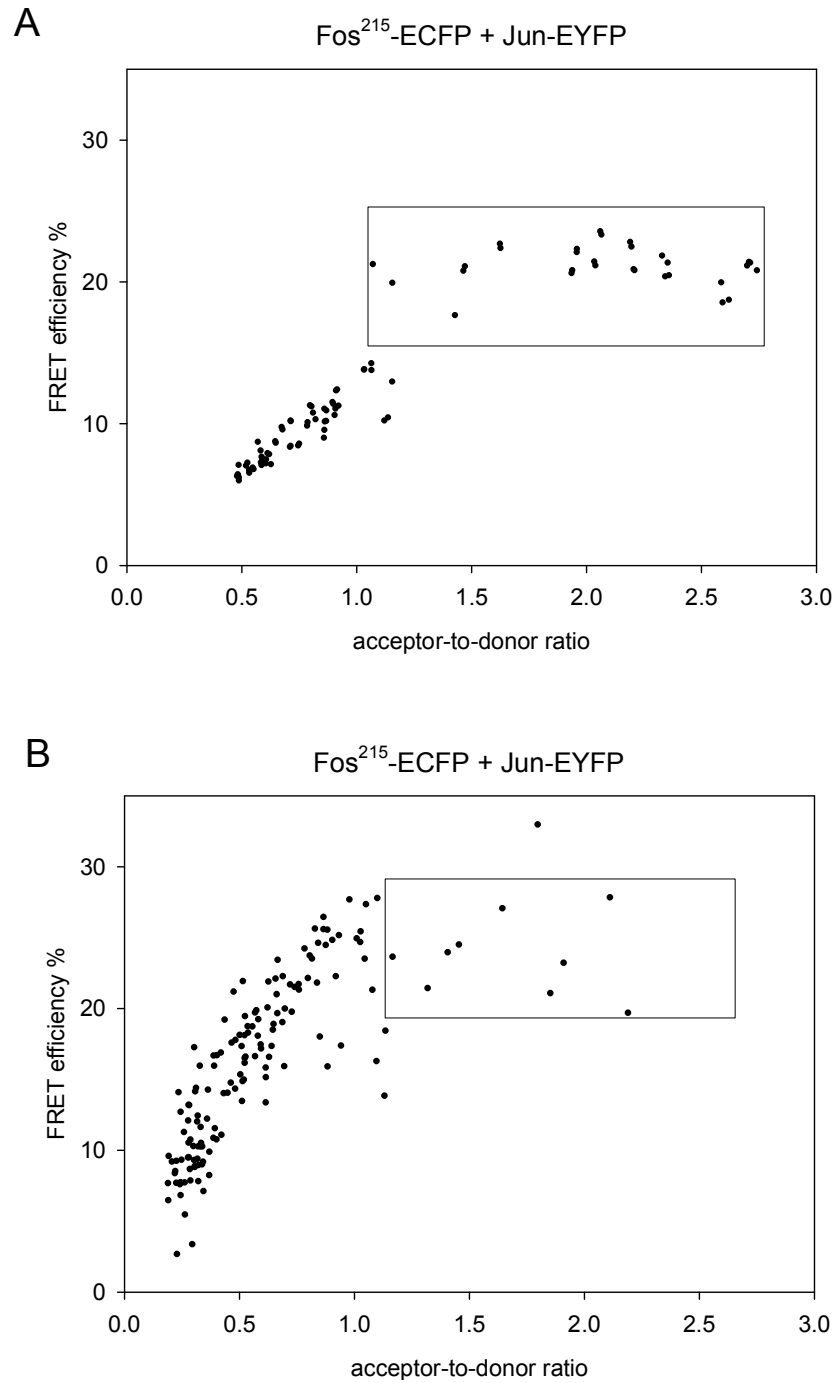 A
Fos²¹⁵-ECFP + Jun-EYFP
30
20
10
0
FRET efficiency %
0.0 0.5 1.0 1.5 2.0 2.5 3.0
acceptor-to-donor ratio
B
Fos²¹⁵-ECFP + Jun-EYFP
30
20
10
0
FRET efficiency %
0.0 0.5 1.0 1.5 2.0 2.5 3.0
acceptor-to-donor ratio